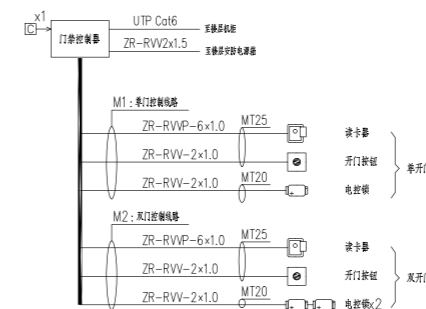 x1
C
门禁控制器
UTP Cat6
至楼层机柜
ZR-RVV2x1.5
至楼层安防电源箱
M1：单门控制线路
ZR-RVVP-6×1.0 MT25 读卡器
ZR-RVV-2×1.0 开门按钮
ZR-RVV-2×1.0 MT20 电控锁
单开门
M2：双门控制线路
ZR-RVVP-6×1.0 MT25 读卡器
ZR-RVV-2×1.0 开门按钮
ZR-RVV-2×1.0 MT20 电控锁x2
双开门